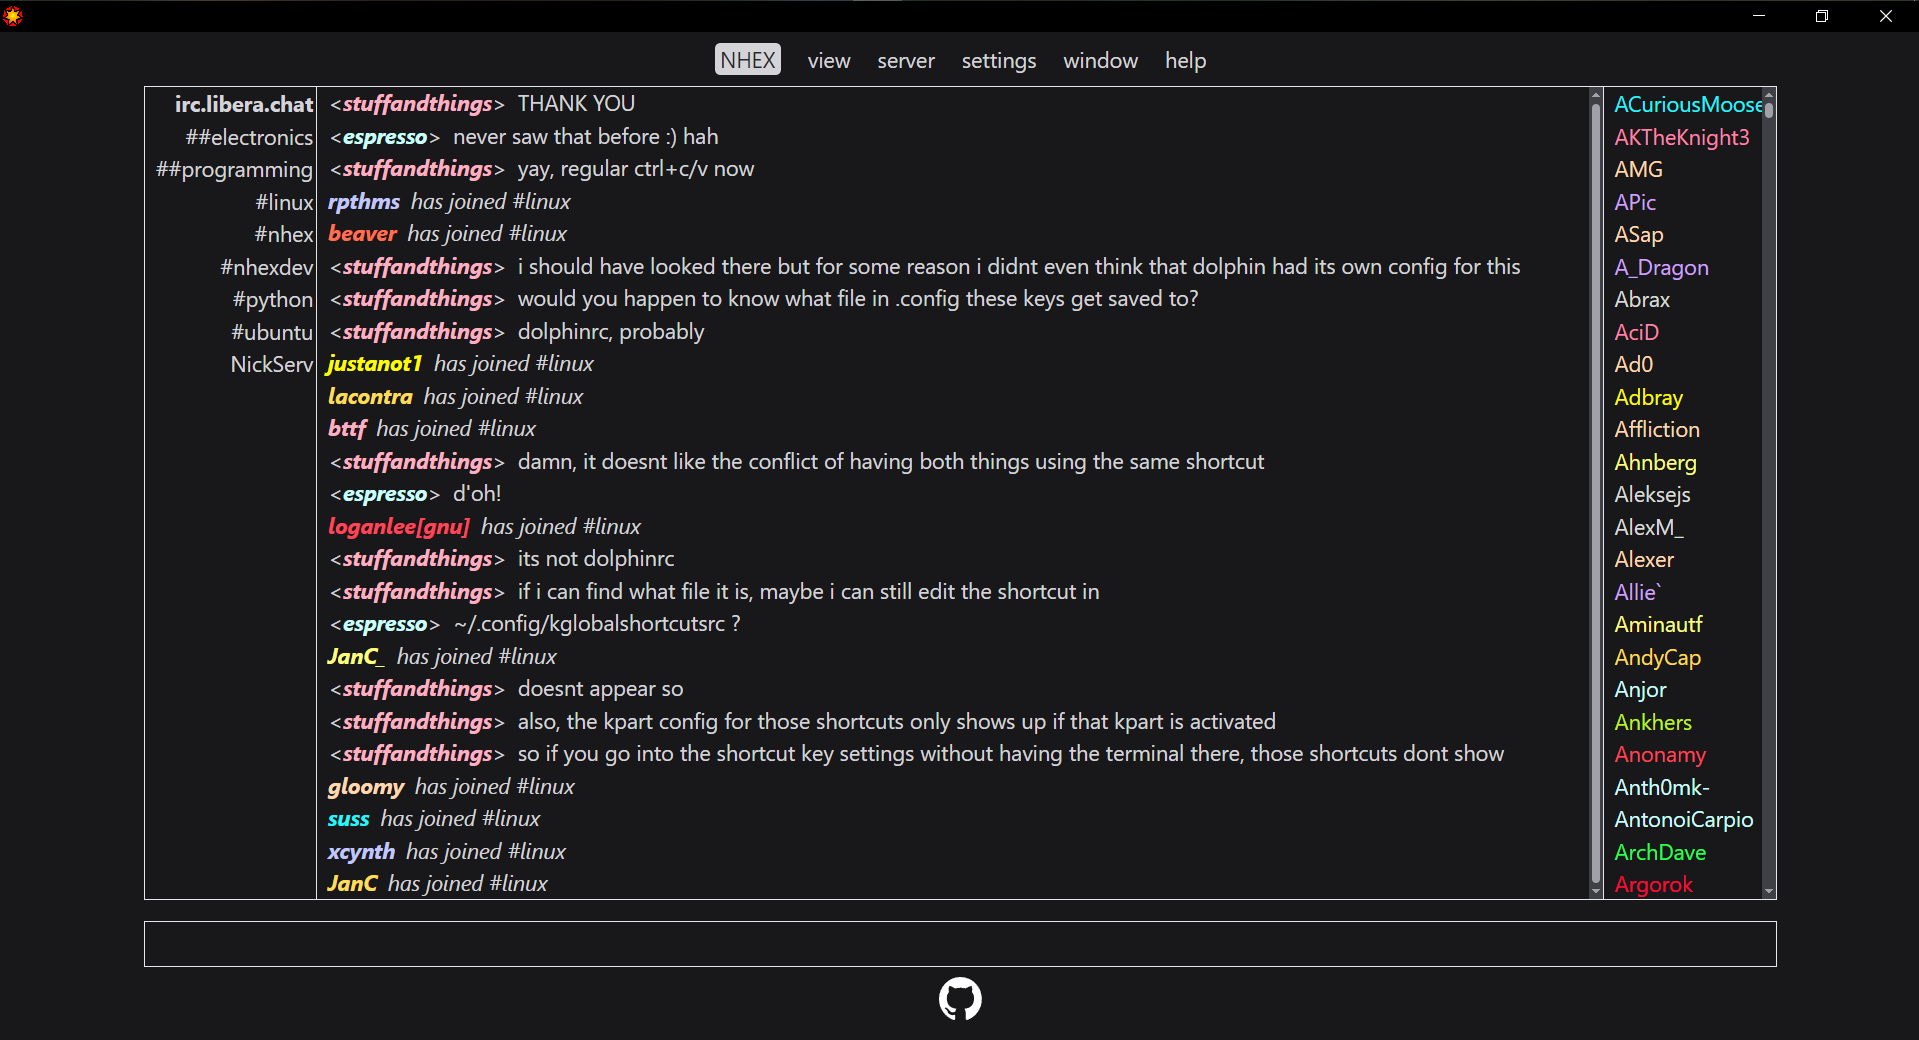 NHEX view server settings window help
irc.libera.chat
##electronics
##programming
#linux
#nhex
#nhexdev
#python
#ubuntu
NickServ
<stuffandthings> THANK YOU
<espresso> never saw that before :) hah
<stuffandthings> yay, regular ctrl+c/v now
rpthms has joined #linux
beaver has joined #linux
<stuffandthings> i should have looked there but for some reason i didnt even think that dolphin had its own config for this
<stuffandthings> would you happen to know what file in .config these keys get saved to?
<stuffandthings> dolphinrc, probably
justanot1 has joined #linux
lacontra has joined #linux
bttf has joined #linux
<stuffandthings> damn, it doesnt like the conflict of having both things using the same shortcut
<espresso> d'oh!
loganlee[gnu] has joined #linux
<stuffandthings> its not dolphinrc
<stuffandthings> if i can find what file it is, maybe i can still edit the shortcut in
<espresso> ~/.config/kglobalshortcutsrc ?
JanC_ has joined #linux
<stuffandthings> doesnt appear so
<stuffandthings> also, the kpart config for those shortcuts only shows up if that kpart is activated
<stuffandthings> so if you go into the shortcut key settings without having the terminal there, those shortcuts dont show
gloomy has joined #linux
suss has joined #linux
xcynth has joined #linux
JanC has joined #linux
ACuriousMoose
AKTheKnight3
AMG
APic
ASap
A_Dragon
Abrax
AciD
Ad0
Adbray
Affliction
Ahnberg
Aleksejs
AlexM_
Alexer
Allie`
Aminautf
AndyCap
Anjor
Ankhers
Anonamy
Anth0mk-
AntonoiCarpio
ArchDave
Argorok